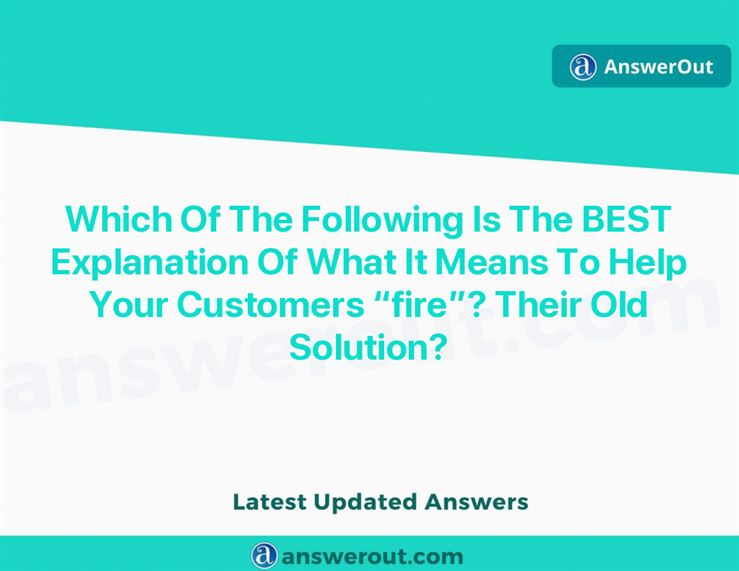 AnswerOut
Which Of The Following Is The BEST
Explanation Of What It Means To Help
Your Customers “fire”? Their Old
Solution?
answerout.com
Latest Updated Answers
answerout.com